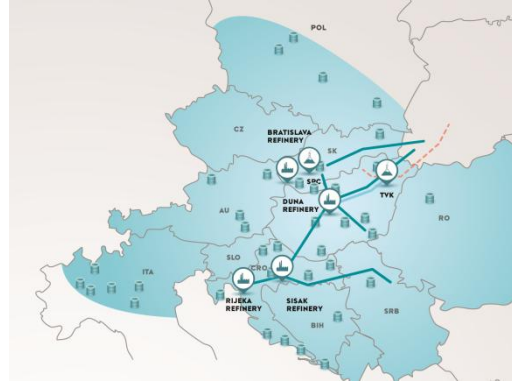 POL
CZ
BRATISLAVA
REFINERY
SK
SPC
DUNA
REFINERY
TVK
AU
RO
SLO
CRO
ITA
RIJEKA
REFINERY
SISAK
REFINERY
SRB
BIH